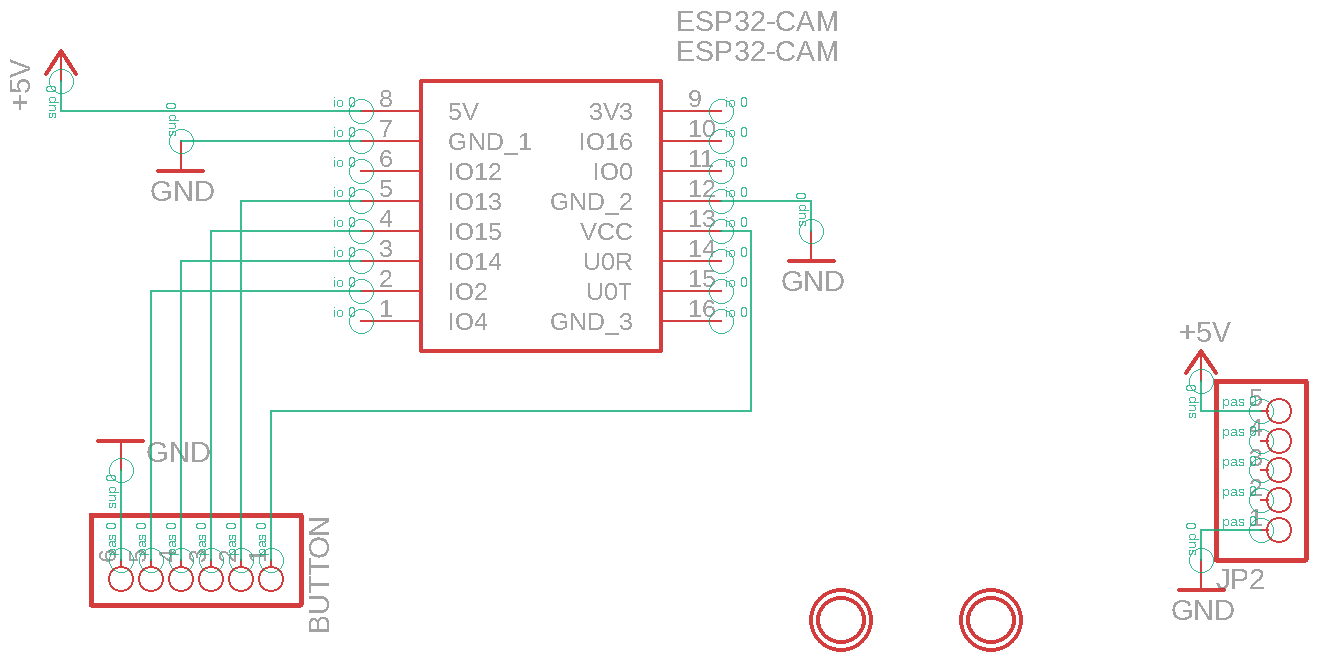 ESP32-CAM
ESP32-CAM
+5V
sup 0
GND
sup 0
io 0 8 5V 3V3 9 io 0
io 0 7 GND_1 IO16 10 io 0
io 0 6 IO12 IO0 11 io 0
io 0 5 IO13 GND_2 12 io 0
io 0 4 IO15 VCC 13 io 0
io 0 3 IO14 U0R 14 io 0
io 0 2 IO2 U0T 15 io 0
io 0 1 IO4 GND_3 16 io 0
sup 0
GND
GND
sup 0
pas 0 pas 0 pas 0 pas 0 pas 0 pas 0
6 5 4 3 2 1
BUTTON
+5V
sup 0
pas 0 5
pas 0 4
pas 0 3
pas 0 2
pas 0 1
sup 0
JP2
GND